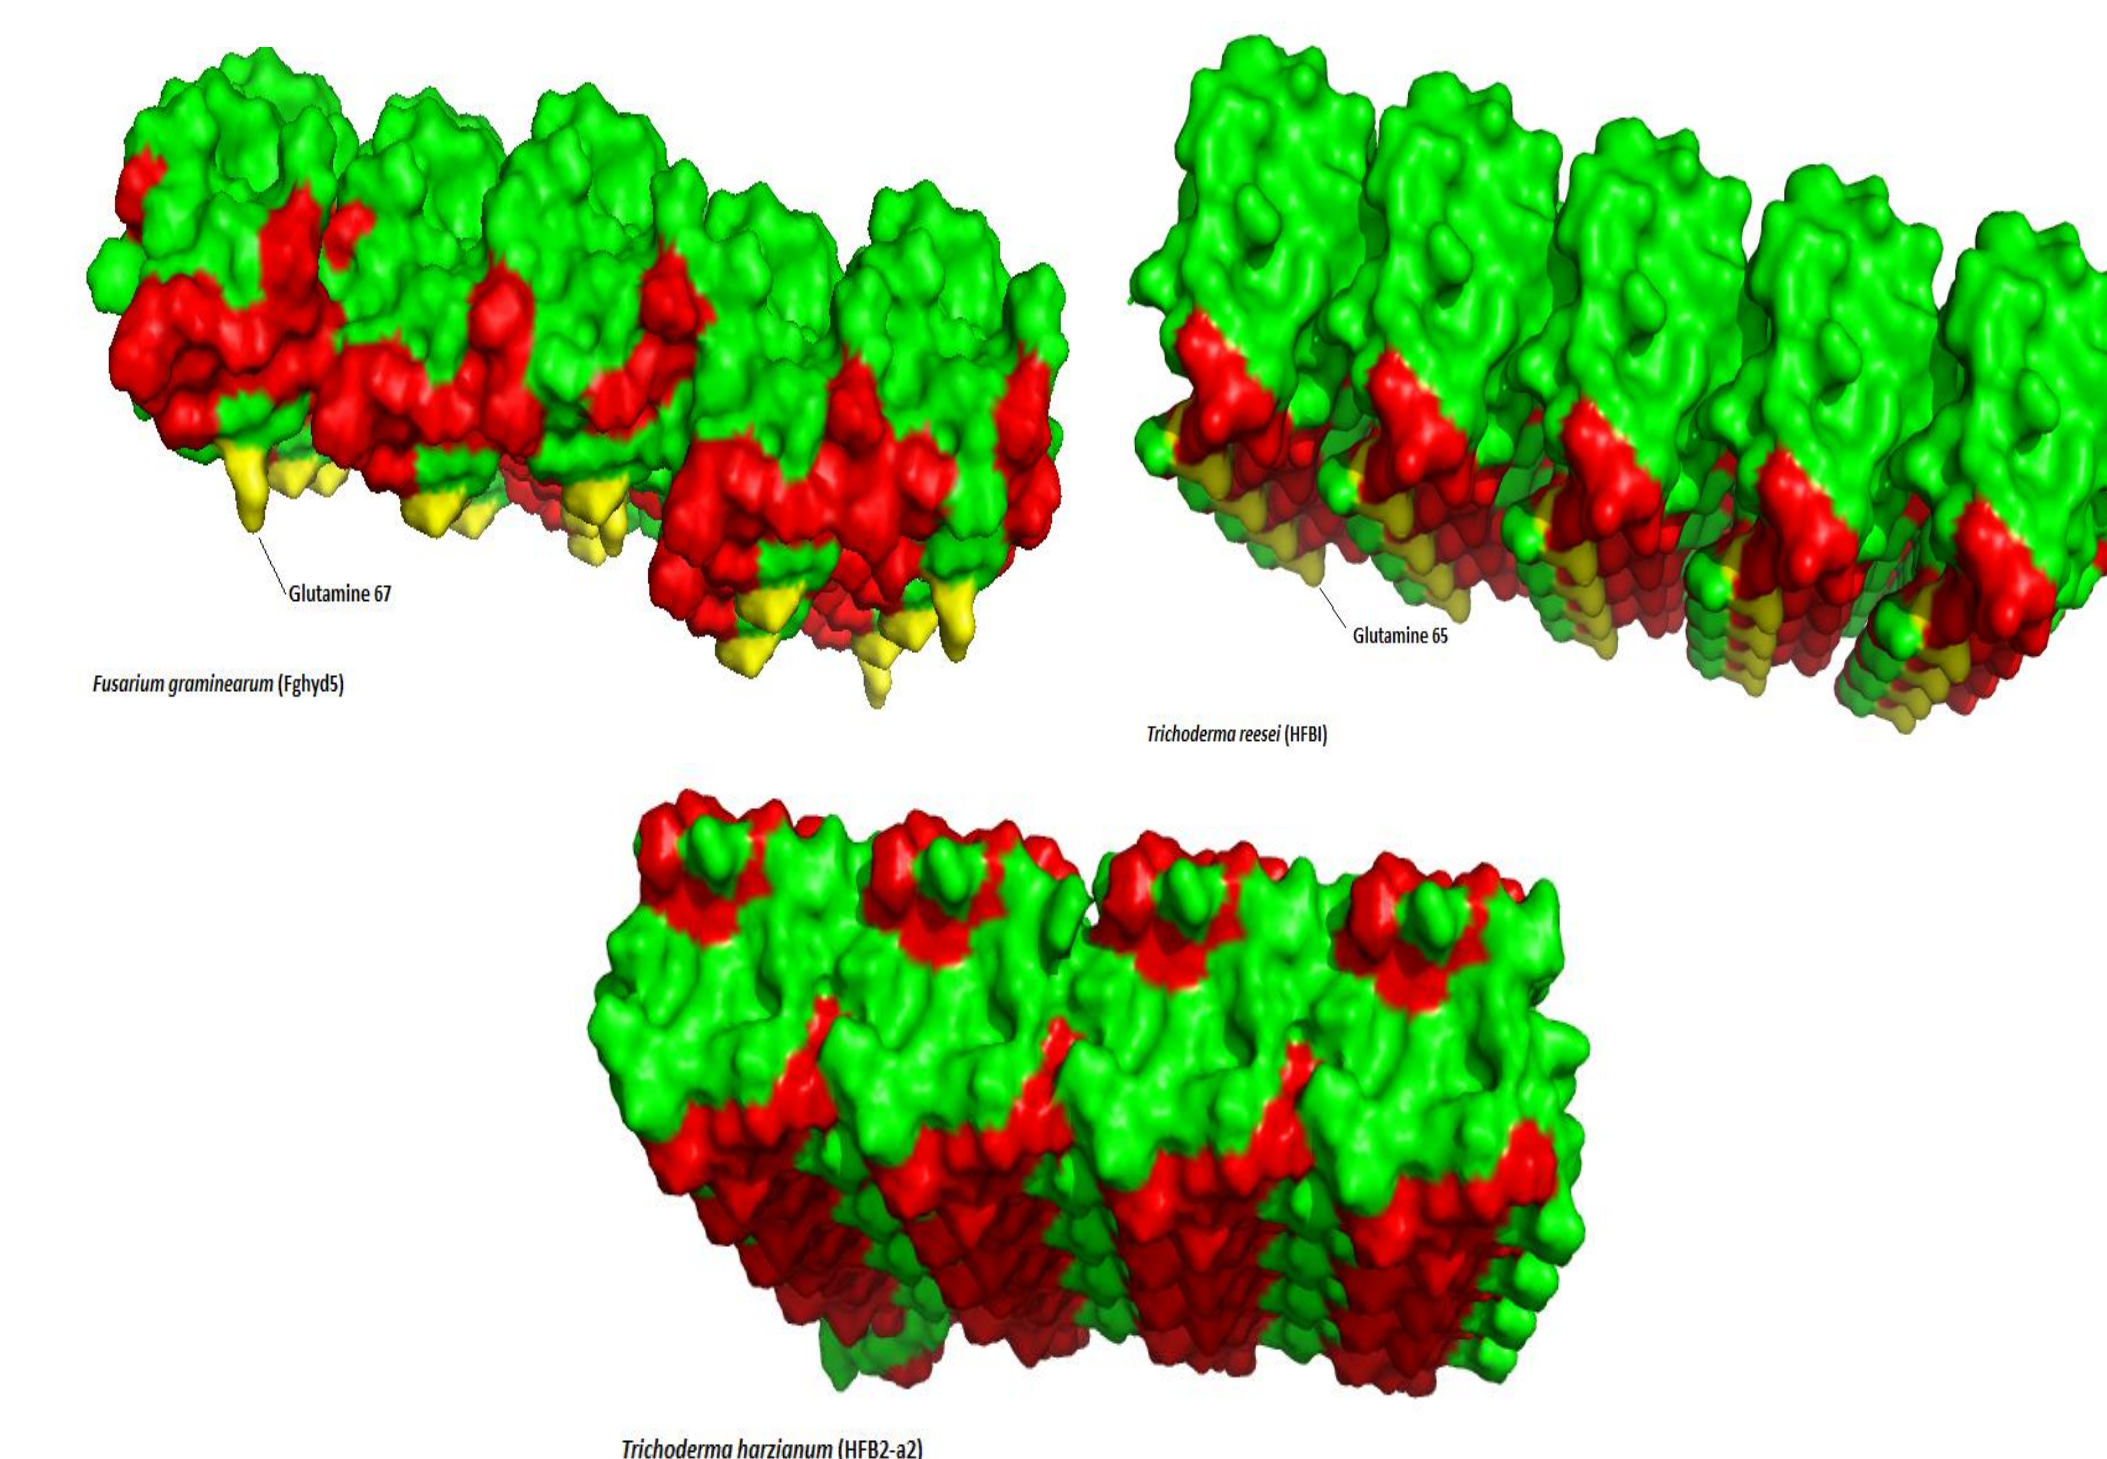 Glutamine 67
Glutamine 65
Fusarium graminearum (Fghyd5)
Trichoderma reesei (HFBI)
Trichoderma harzianum (HFB2-a2)